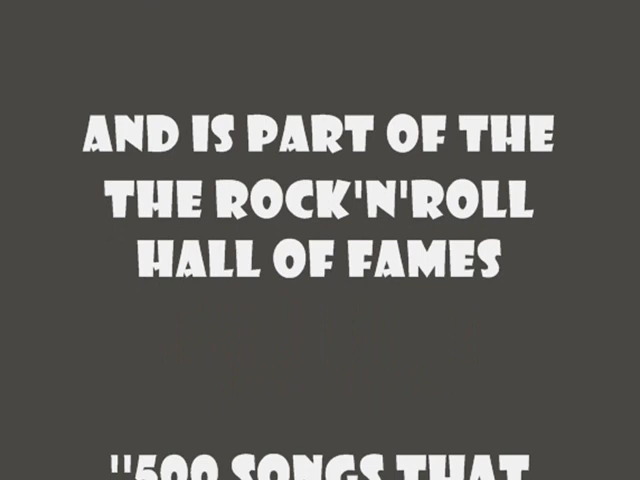 AND IS PART OF THE
THE ROCK'N'ROLL
HALL OF FAMES
"500 SONGS THAT